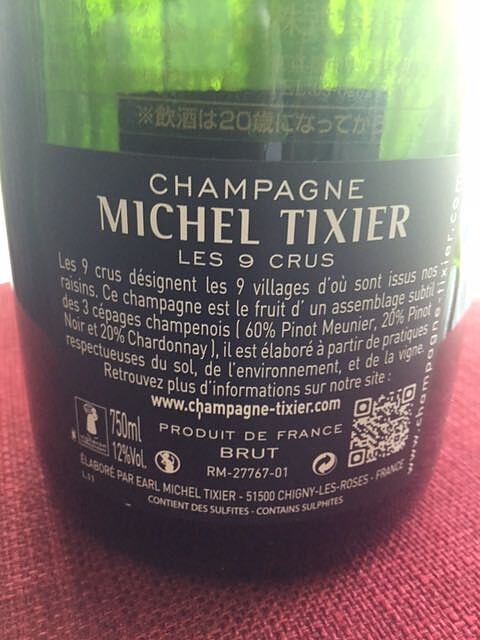 ※飲酒は20歳になってから
CHAMPAGNE
MICHEL TIXIER
LES 9 CRUS
Les 9 crus désignent les 9 villages d'où sont issus nos
raisins. Ce champagne est le fruit d' un assemblage subtil
des 3 cépages champenois ( 60% Pinot Meunier, 20% Pinot
Noir et 20% Chardonnay ), il est élaboré à partir de pratiques
respectueuses du sol, de l'environnement, et de la vigne.
Retrouvez plus d'informations sur notre site :
www.champagne-tixier.com
750ml
12%Vol.
PRODUIT DE FRANCE
BRUT
RM-27767-01
ÉLABORÉ PAR EARL MICHEL TIXIER - 51500 CHIGNY-LES-ROSES - FRANCE
L11
CONTIENT DES SULFITES - CONTAINS SULPHITES
www.champagne-tixier.com